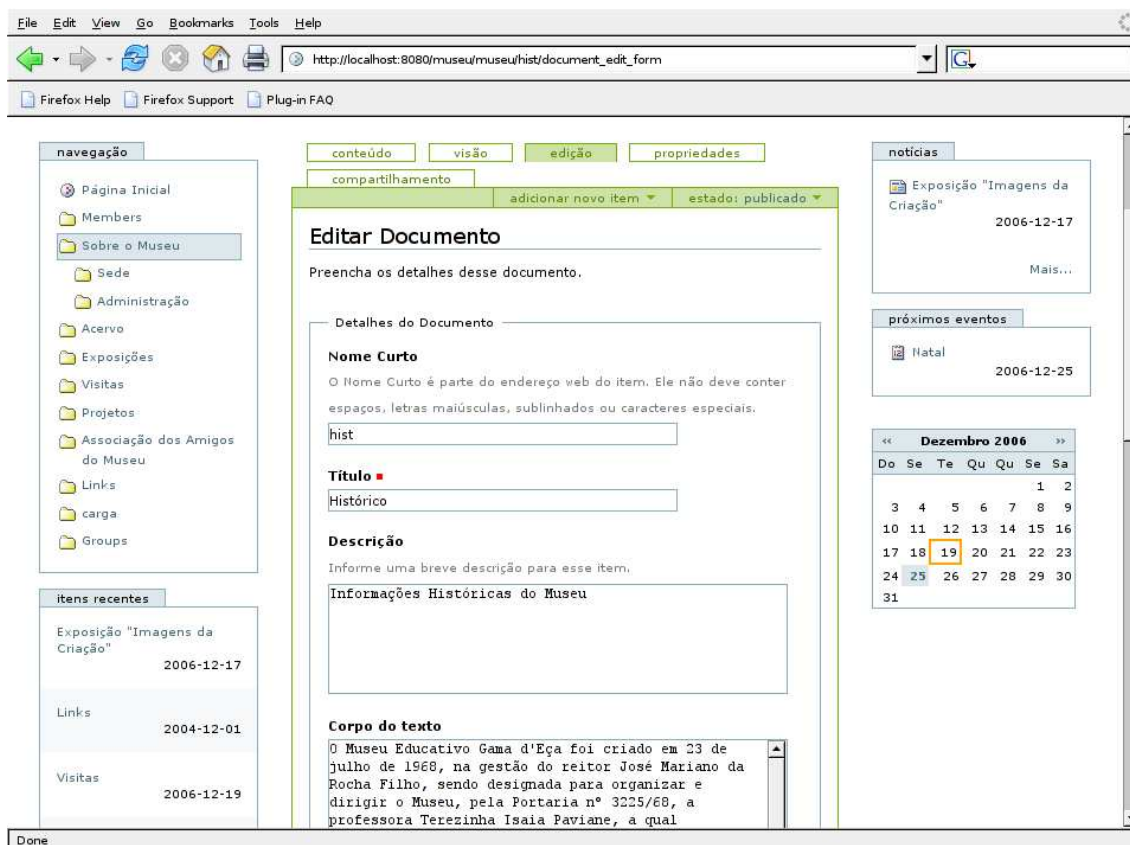 File Edit View Go Bookmarks Tools Help
http://localhost:8080/museu/museu/hist/document_edit_form
G
Firefox Help Firefox Support Plug-in FAQ
navegação
Página Inicial
Members
Sobre o Museu
Sede
Administração
Acervo
Exposições
Visitas
Projetos
Associação dos Amigos
do Museu
Links
carga
Groups
itens recentes
Exposição "Imagens da
Criação"
2006-12-17
Links
2004-12-01
Visitas
2006-12-19
conteúdo visão edição propriedades
compartilhamento
adicionar novo item estado: publicado
Editar Documento
Preencha os detalhes desse documento.
Detalhes do Documento
Nome Curto
O Nome Curto é parte do endereço web do item. Ele não deve conter
espaços, letras maiúsculas, sublinhados ou caracteres especiais.
hist
Título
Histórico
Descrição
Informe uma breve descrição para esse item.
Informações Históricas do Museu
Corpo do texto
O Museu Educativo Gama d'Eça foi criado em 23 de
julho de 1968, na gestão do reitor José Mariano da
Rocha Filho, sendo designada para organizar e
dirigir o Museu, pela Portaria nº 3225/68, a
professora Terezinha Isaia Paviane, a qual
notícias
Exposição "Imagens da
Criação"
2006-12-17
Mais...
próximos eventos
Natal
2006-12-25
« Dezembro 2006 »
Do Se Te Qu Qu Se Sa
1 2
3 4 5 6 7 8 9
10 11 12 13 14 15 16
17 18 19 20 21 22 23
24 25 26 27 28 29 30
31
Done